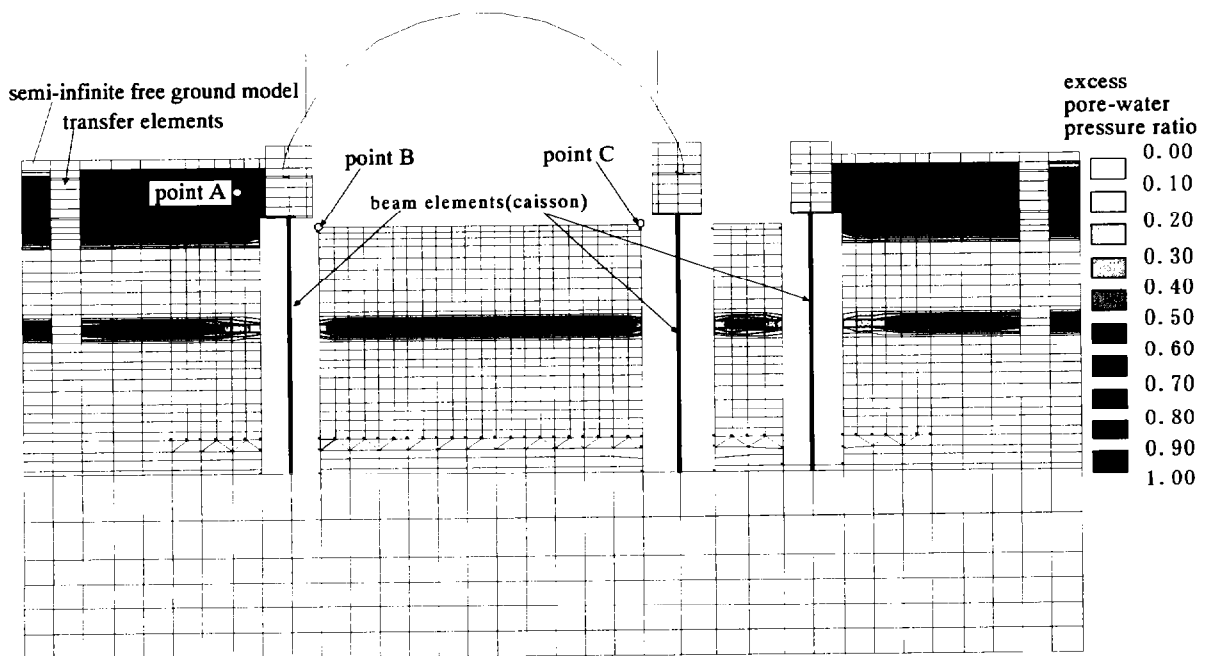 semi-infinite free ground model
transfer elements
point A
point B
point C
beam elements(caisson)
excess
pore-water
pressure ratio
0.00
0.10
0.20
0.30
0.40
0.50
0.60
0.70
0.80
0.90
1.00